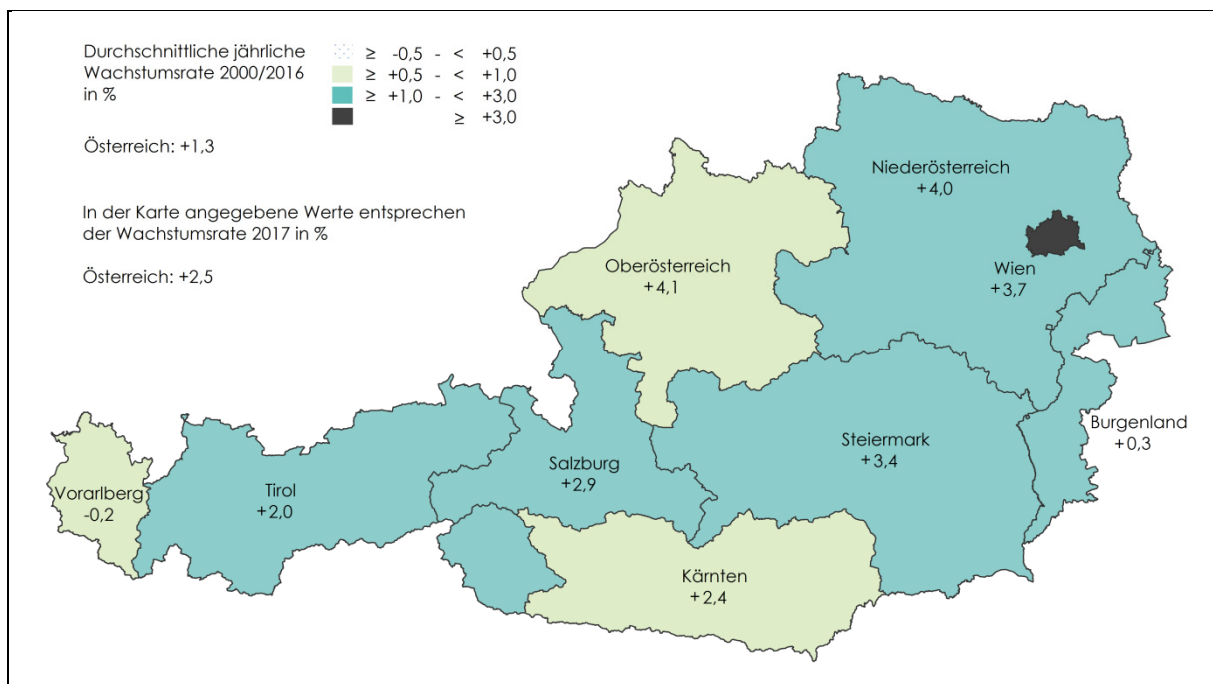 Durchschnittliche jährliche
Wachstumsrate 2000/2016
in %
≥ -0,5 - < +0,5
≥ +0,5 - < +1,0
≥ +1,0 - < +3,0
≥ +3,0
Österreich: +1,3
In der Karte angegebene Werte entsprechen
der Wachstumsrate 2017 in %
Österreich: +2,5
Niederösterreich
+4,0
Oberösterreich
+4,1
Wien
+3,7
Burgenland
+0,3
Steiermark
+3,4
Salzburg
+2,9
Tirol
+2,0
Vorarlberg
-0,2
Kärnten
+2,4